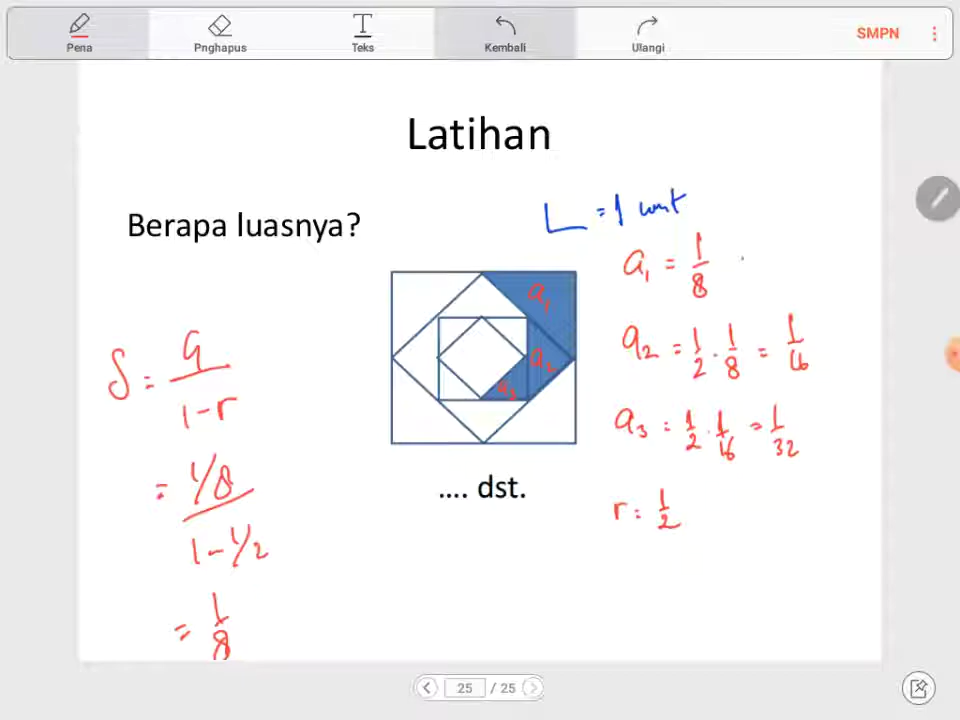 Pena Pnghapus Teks Kembali Ulangi SMPN
Latihan
Berapa luasnya?
L = 1 unit
a₁ = 1/8
a₂ = 1/2 . 1/8 = 1/16
a₃ = 1/2 . 1/16 = 1/32
r = 1/2
a₁
a₂
a₃
.... dst.
S = a/(1-r)
= 1/8/(1-1/2)
= 1/8
25 / 25